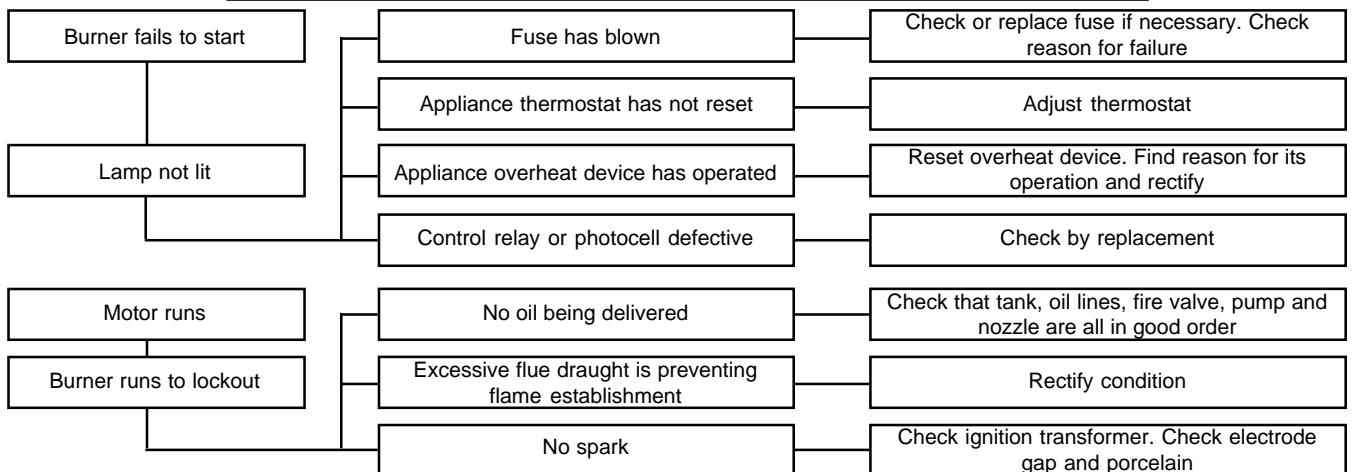 Burner fails to start
Fuse has blown
Check or replace fuse if necessary. Check
reason for failure
Appliance thermostat has not reset
Adjust thermostat
Lamp not lit
Appliance overheat device has operated
Reset overheat device. Find reason for its
operation and rectify
Control relay or photocell defective
Check by replacement
Motor runs
No oil being delivered
Check that tank, oil lines, fire valve, pump and
nozzle are all in good order
Burner runs to lockout
Excessive flue draught is preventing
flame establishment
Rectify condition
No spark
Check ignition transformer. Check electrode
gap and porcelain